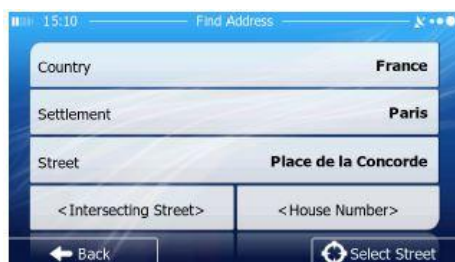 15:10 Find Address
Country France
Settlement Paris
Street Place de la Concorde
<Intersecting Street> <House Number>
Back Select Street